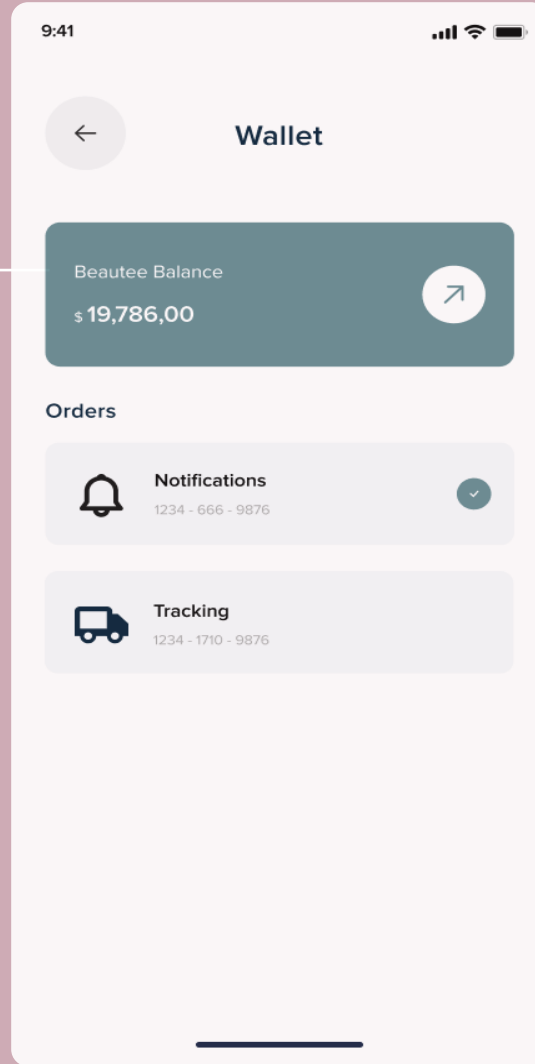 9:41
Wallet
Beautee Balance
$ 19,786,00
Orders
Notifications
1234 - 666 - 9876
Tracking
1234 - 1710 - 9876